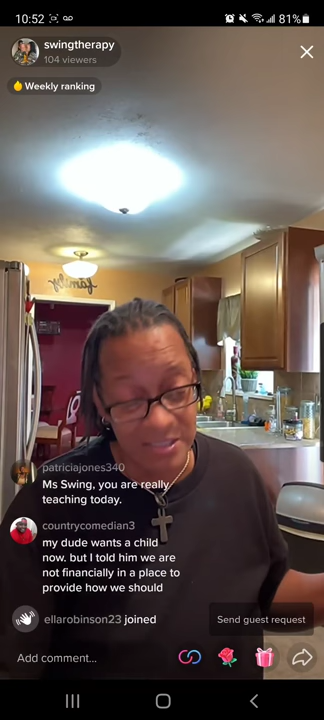 10:52
81%
swingtherapy
104 viewers
Weekly ranking
family
patriciajones340
Ms Swing, you are really
teaching today.
countrycomedian3
my dude wants a child
now. but I told him we are
not financially in a place to
provide how we should
ellarobinson23 joined
Send guest request
Add comment...